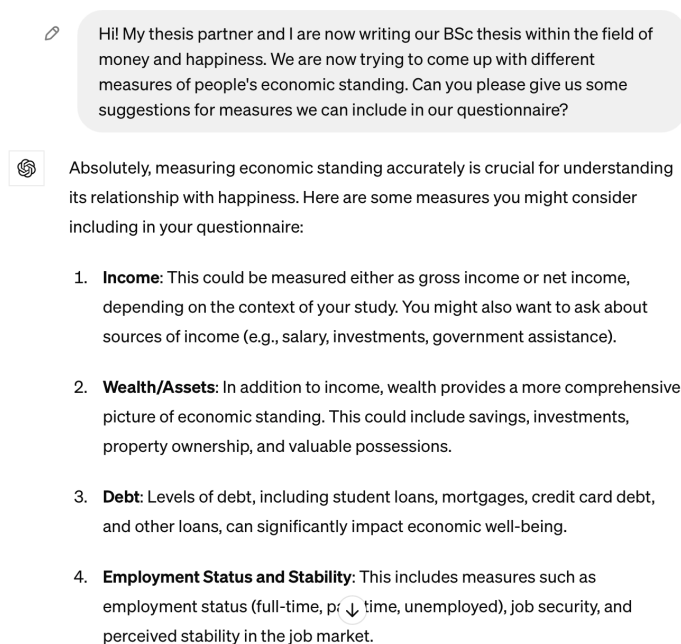 Hi! My thesis partner and I are now writing our BSc thesis within the field of
money and happiness. We are now trying to come up with different
measures of people's economic standing. Can you please give us some
suggestions for measures we can include in our questionnaire?
Absolutely, measuring economic standing accurately is crucial for understanding
its relationship with happiness. Here are some measures you might consider
including in your questionnaire:
1. Income: This could be measured either as gross income or net income,
depending on the context of your study. You might also want to ask about
sources of income (e.g., salary, investments, government assistance).
2. Wealth/Assets: In addition to income, wealth provides a more comprehensive
picture of economic standing. This could include savings, investments,
property ownership, and valuable possessions.
3. Debt: Levels of debt, including student loans, mortgages, credit card debt,
and other loans, can significantly impact economic well-being.
4. Employment Status and Stability: This includes measures such as
employment status (full-time, time, unemployed), job security, and
perceived stability in the job market.